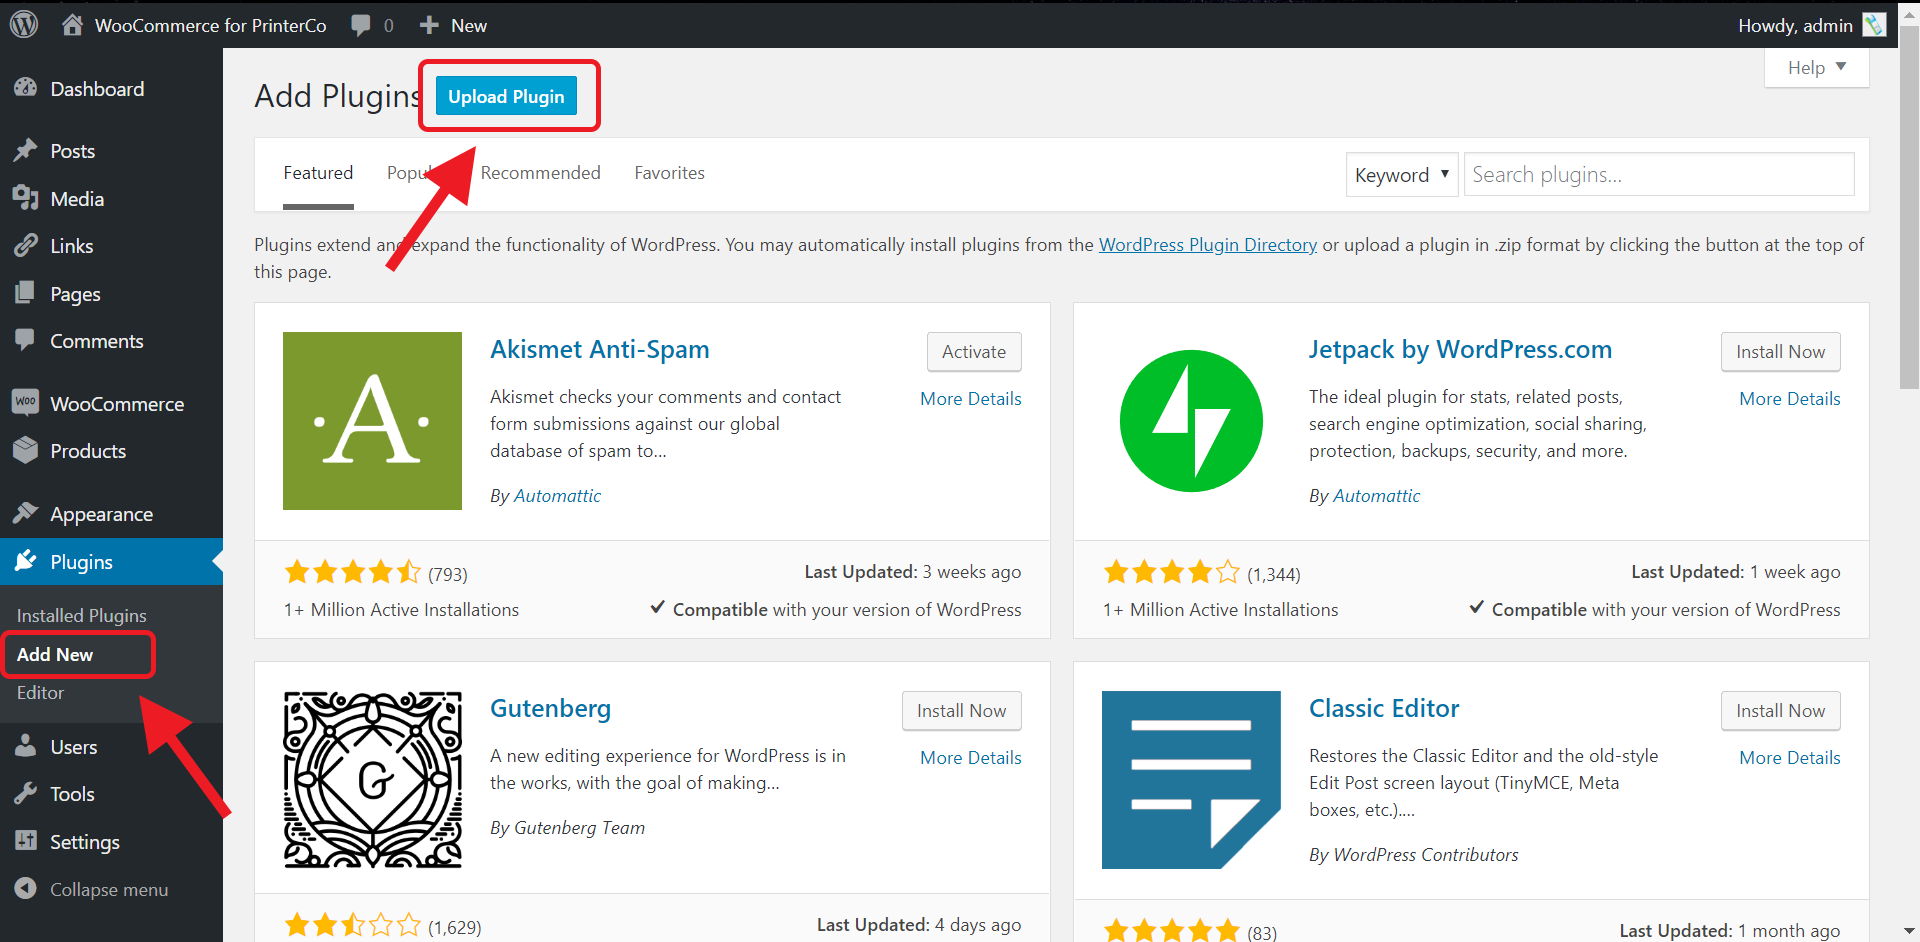 WooCommerce for PrinterCo
0
New
Howdy, admin
Dashboard
Posts
Media
Links
Pages
Comments
Woo
WooCommerce
Products
Appearance
Plugins
Installed Plugins
Add New
Editor
Users
Tools
Settings
Collapse menu
Add Plugins
Upload Plugin
Help
Featured
Recommended
Favorites
Keyword
Search plugins...
Plugins extend and expand the functionality of WordPress. You may automatically install plugins from the WordPress Plugin Directory or upload a plugin in .zip format by clicking the button at the top of
this page.
A
Akismet Anti-Spam
Activate
More Details
Akismet checks your comments and contact
form submissions against our global
database of spam to...
By Automattic
(793)
Last Updated: 3 weeks ago
1+ Million Active Installations
Compatible with your version of WordPress
Jetpack by WordPress.com
Install Now
More Details
The ideal plugin for stats, related posts,
search engine optimization, social sharing,
protection, backups, security, and more.
By Automattic
(1,344)
Last Updated: 1 week ago
1+ Million Active Installations
Compatible with your version of WordPress
G
Gutenberg
Install Now
More Details
A new editing experience for WordPress is in
the works, with the goal of making...
By Gutenberg Team
(1,629)
Last Updated: 4 days ago
Classic Editor
Install Now
More Details
Restores the Classic Editor and the old-style
Edit Post screen layout (TinyMCE, Meta
boxes, etc.)....
By WordPress Contributors
(83)
Last Updated: 1 month ago